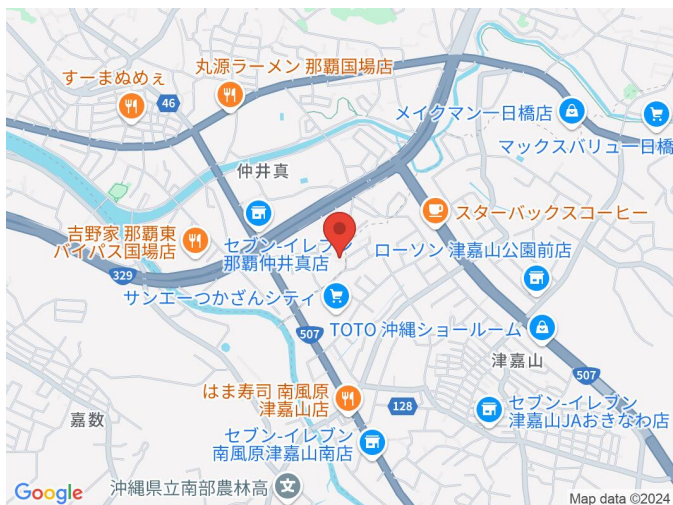 丸源ラーメン 那覇国場店
すーまぬめぇ
46
メイクマン一日橋店
マックスバリュー一日橋
仲井真
スターバックスコーヒー
吉野家 那覇東
バイパス国場店
セブン-イレブン
那覇仲井真店
ローソン 津嘉山公園前店
329
サンエーつかざんシティ
507
TOTO 沖縄ショールーム
津嘉山
507
はま寿司 南風原
津嘉山店
128
セブン-イレブン
津嘉山JAおきなわ店
嘉数
セブン-イレブン
南風原津嘉山南店
沖縄県立南部農林高
Google
Map data ©2024